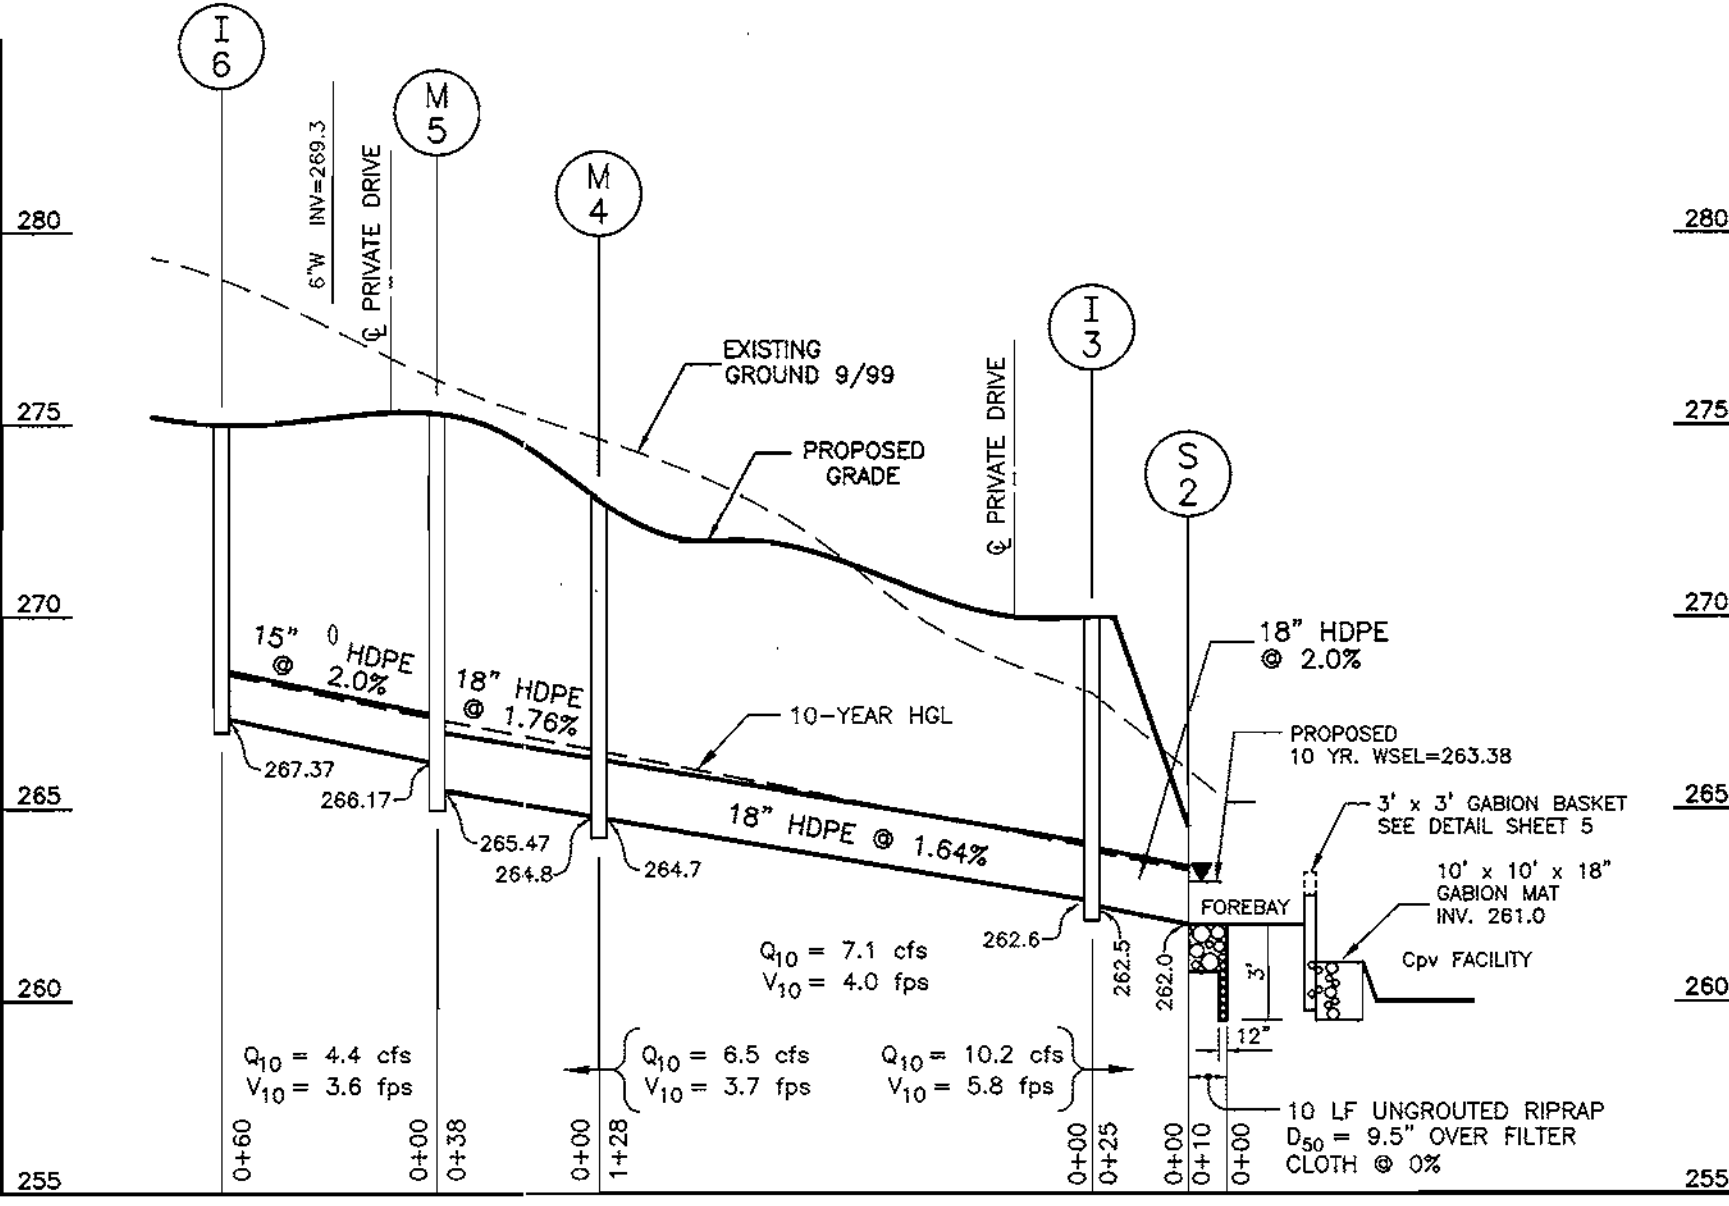 I
6
M
5
M
4
I
3
S
2
6"W INV=269.3
℄ PRIVATE DRIVE
℄ PRIVATE DRIVE
280
280
275
275
270
270
265
265
260
260
255
255
EXISTING
GROUND 9/99
PROPOSED
GRADE
15" HDPE
@ 2.0%
18" HDPE
@ 1.76%
10-YEAR HGL
18" HDPE @ 1.64%
18" HDPE
@ 2.0%
PROPOSED
10 YR. WSEL=263.38
3' x 3' GABION BASKET
SEE DETAIL SHEET 5
10' x 10' x 18"
GABION MAT
INV. 261.0
FOREBAY
Cpv FACILITY
267.37
266.17
265.47
264.8
264.7
262.6
262.5
262.0
3'
12"
Q10 = 7.1 cfs
V10 = 4.0 fps
Q10 = 4.4 cfs
V10 = 3.6 fps
Q10 = 6.5 cfs
V10 = 3.7 fps
Q10 = 10.2 cfs
V10 = 5.8 fps
10 LF UNGROUTED RIPRAP
D50 = 9.5" OVER FILTER
CLOTH @ 0%
0+60
0+00
0+38
0+00
1+28
0+00
0+25
0+00
0+10
0+00